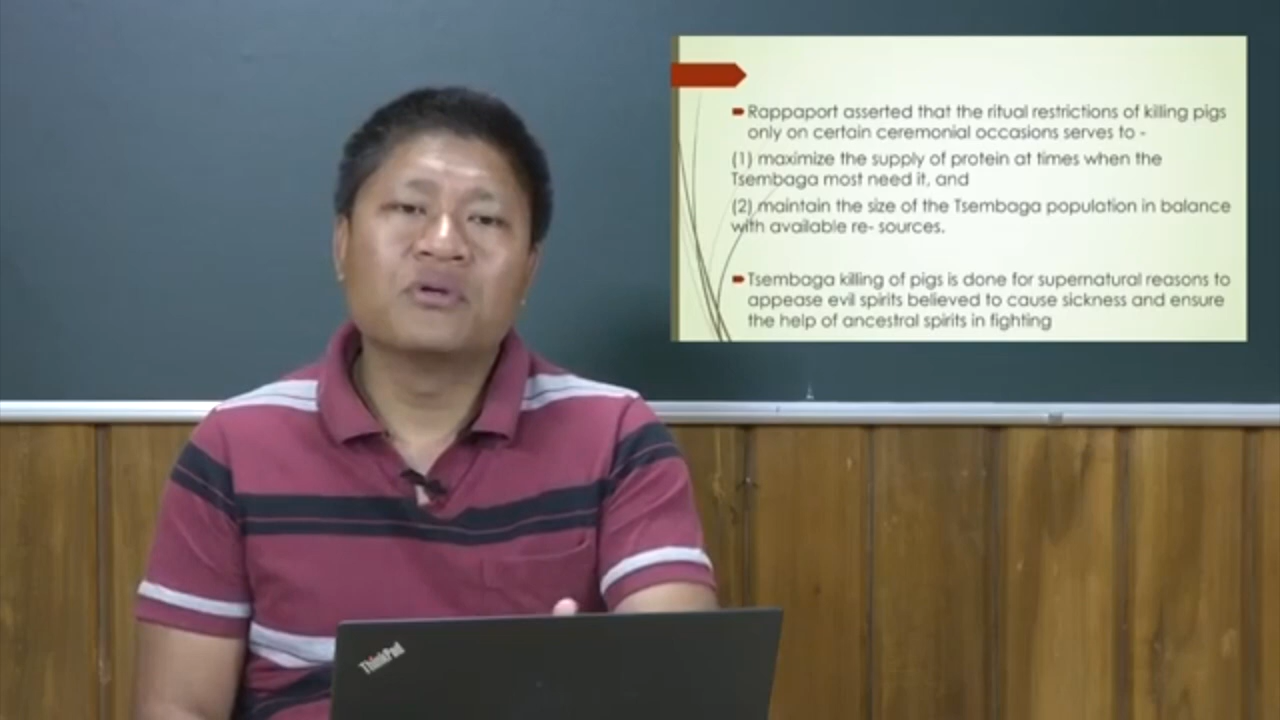 Rappaport asserted that the ritual restrictions of killing pigs
only on certain ceremonial occasions serves to -
(1) maximize the supply of protein at times when the
Tsembaga most need it, and
(2) maintain the size of the Tsembaga population in balance
with available re- sources.
Tsembaga killing of pigs is done for supernatural reasons to
appease evil spirits believed to cause sickness and ensure
the help of ancestral spirits in fighting
ThinkPad